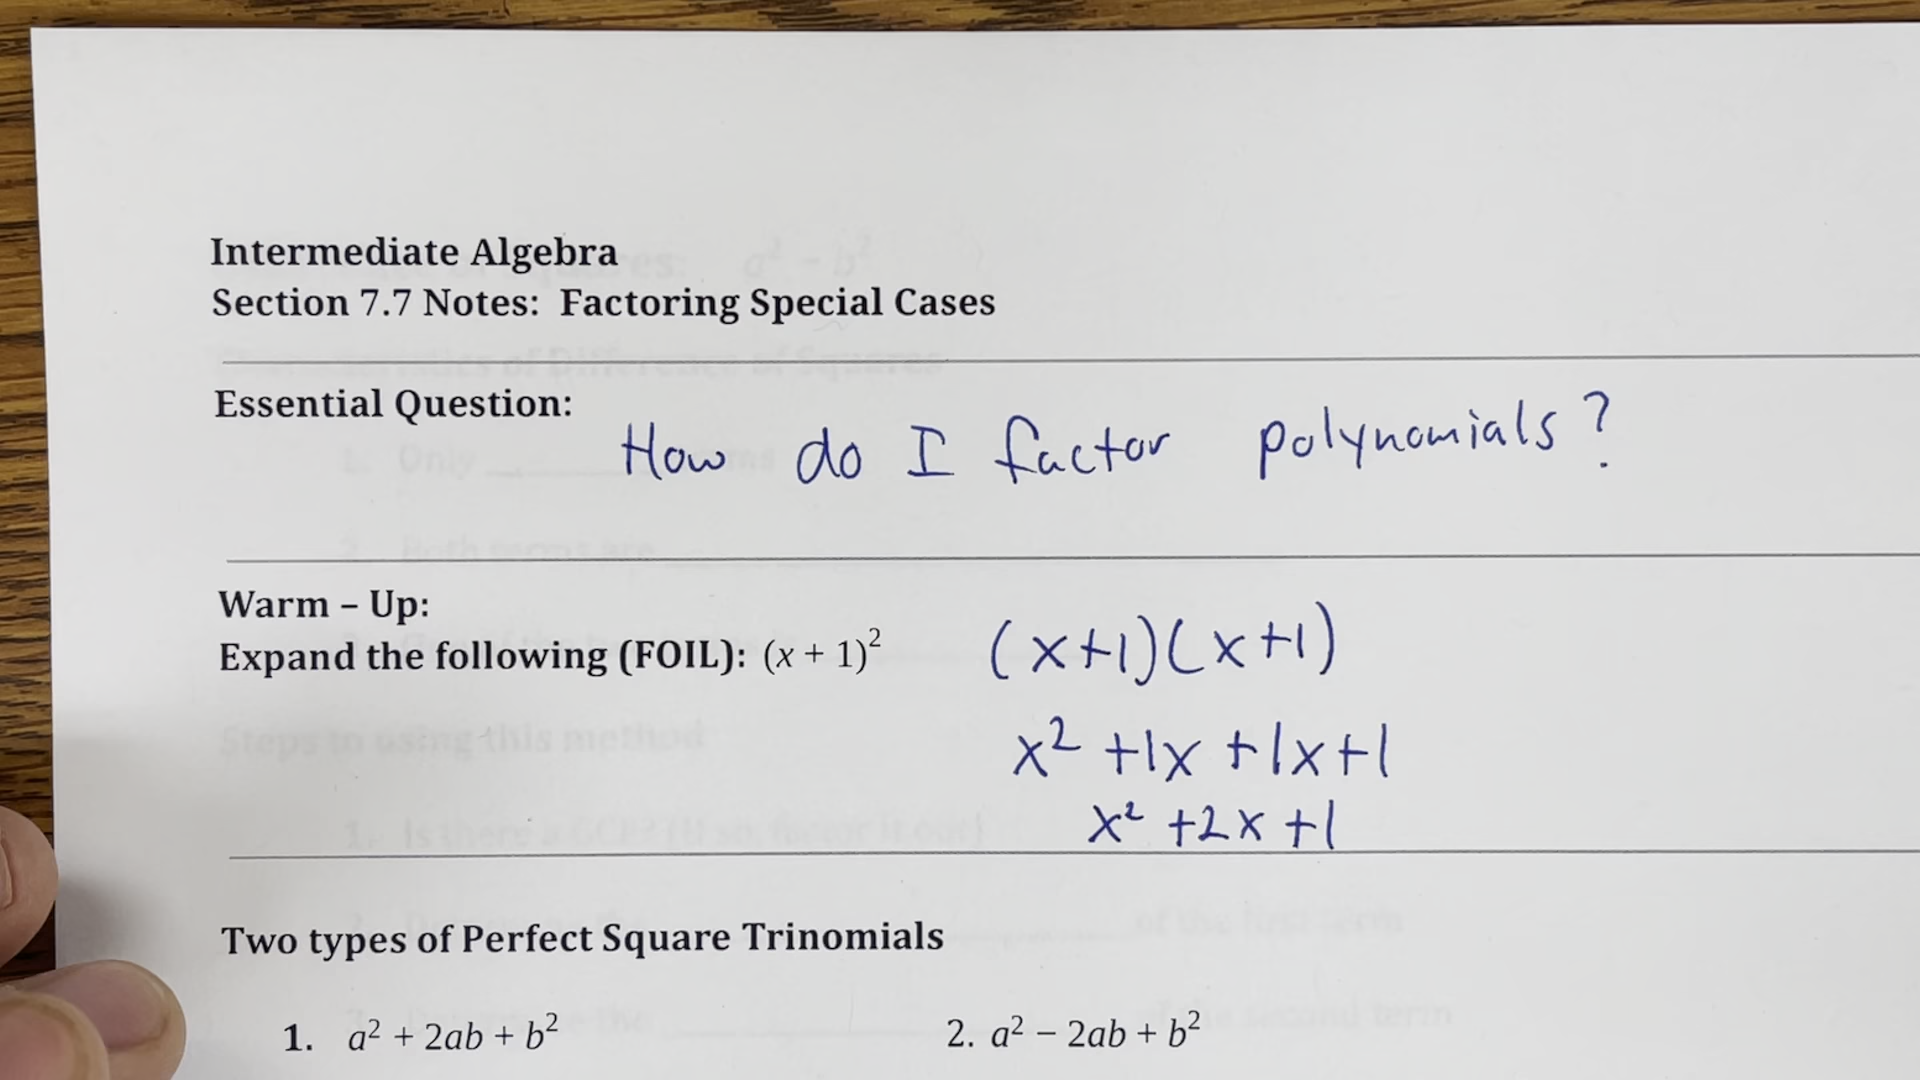 Intermediate Algebra
Section 7.7 Notes: Factoring Special Cases
Essential Question:
How do I factor polynomials?
Warm – Up:
Expand the following (FOIL): (x + 1)² (x+1)(x+1)
x² +1x +1x+1
x² +2x +1
Two types of Perfect Square Trinomials
1. a² + 2ab + b² 2. a² − 2ab + b²